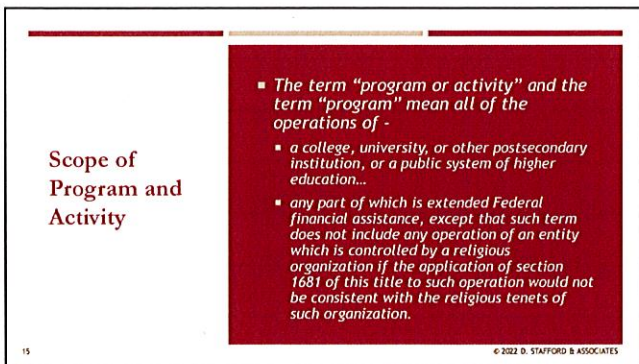 Scope of
Program and
Activity
▪ The term “program or activity” and the
term “program” mean all of the
operations of -
▪ a college, university, or other postsecondary
institution, or a public system of higher
education…
▪ any part of which is extended Federal
financial assistance, except that such term
does not include any operation of an entity
which is controlled by a religious
organization if the application of section
1681 of this title to such operation would not
be consistent with the religious tenets of
such organization.
15
© 2022 D. STAFFORD & ASSOCIATES